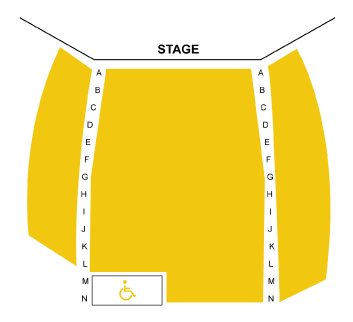 STAGE
A A
B B
C C
D D
E E
F F
G G
H H
I I
J J
K K
L L
M M
N N